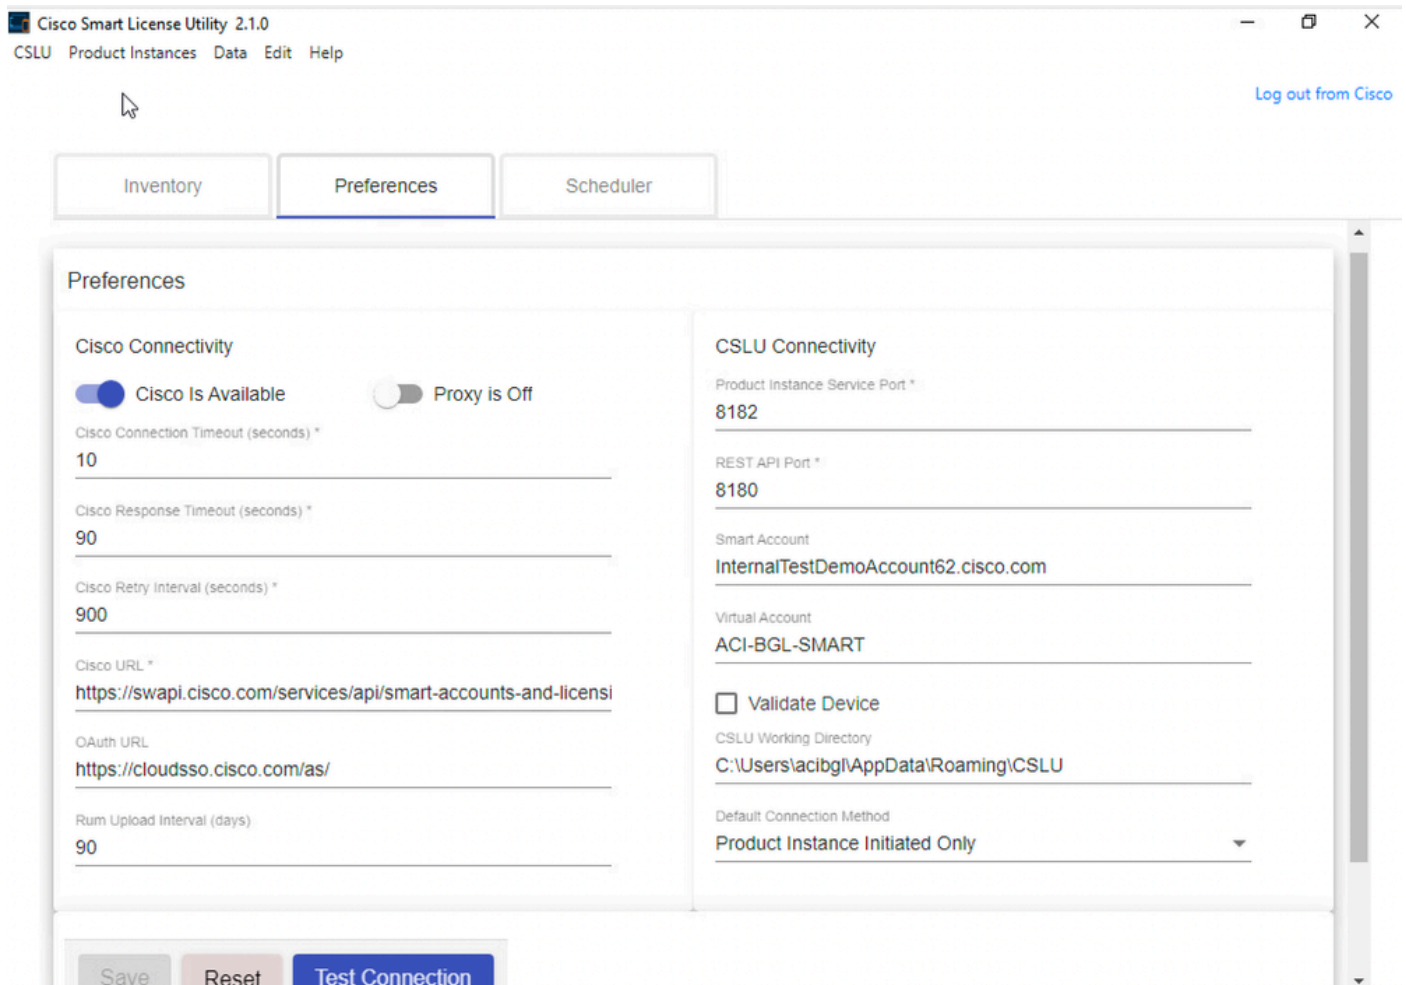 Cisco Smart License Utility 2.1.0
CSLU Product Instances Data Edit Help
Log out from Cisco
Inventory Preferences Scheduler
Preferences
Cisco Connectivity
Cisco Is Available Proxy is Off
Cisco Connection Timeout (seconds) *
10
Cisco Response Timeout (seconds) *
90
Cisco Retry Interval (seconds) *
900
Cisco URL *
https://swapi.cisco.com/services/api/smart-accounts-and-licensi
OAuth URL
https://cloudsso.cisco.com/as/
Rum Upload Interval (days)
90
CSLU Connectivity
Product Instance Service Port *
8182
REST API Port *
8180
Smart Account
InternalTestDemoAccount62.cisco.com
Virtual Account
ACI-BGL-SMART
Validate Device
CSLU Working Directory
C:\Users\acibgl\AppData\Roaming\CSLU
Default Connection Method
Product Instance Initiated Only
Save Reset Test Connection